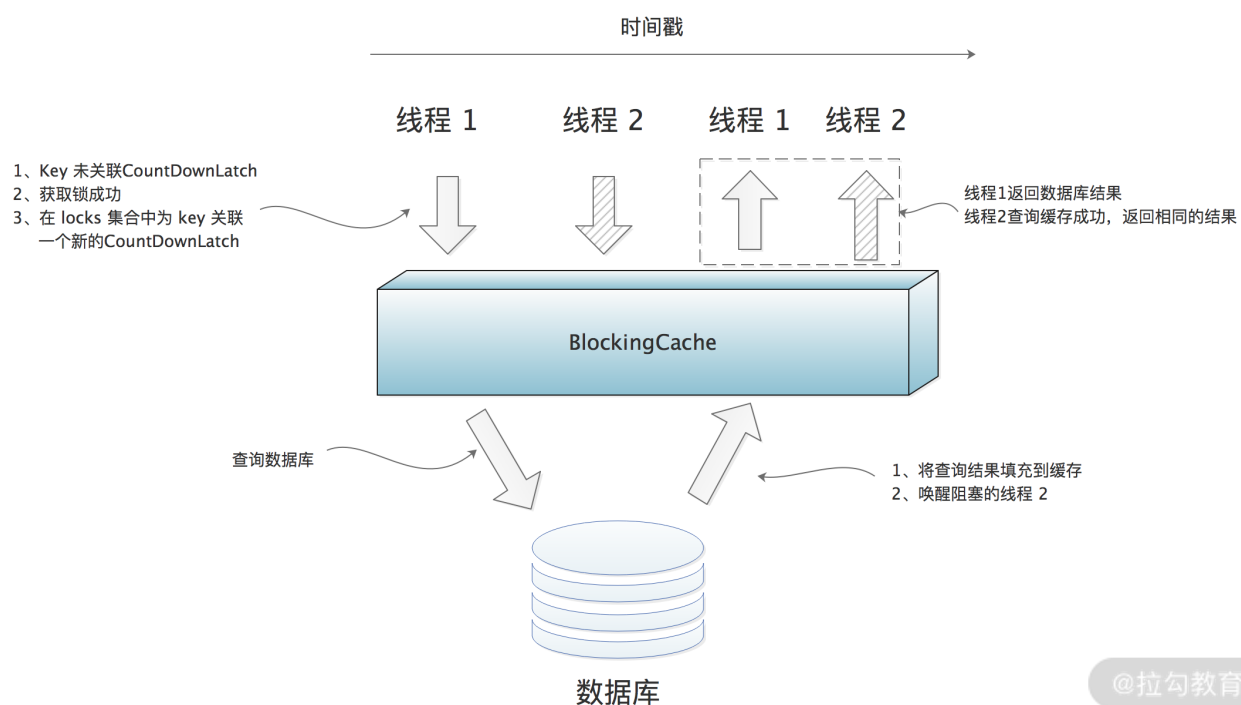 时间戳
线程 1
线程 2
线程 1
线程 2
1、Key 未关联CountDownLatch
2、获取锁成功
3、在 locks 集合中为 key 关联
一个新的CountDownLatch
线程1返回数据库结果
线程2查询缓存成功，返回相同的结果
BlockingCache
查询数据库
1、将查询结果填充到缓存
2、唤醒阻塞的线程 2
数据库
@拉勾教育